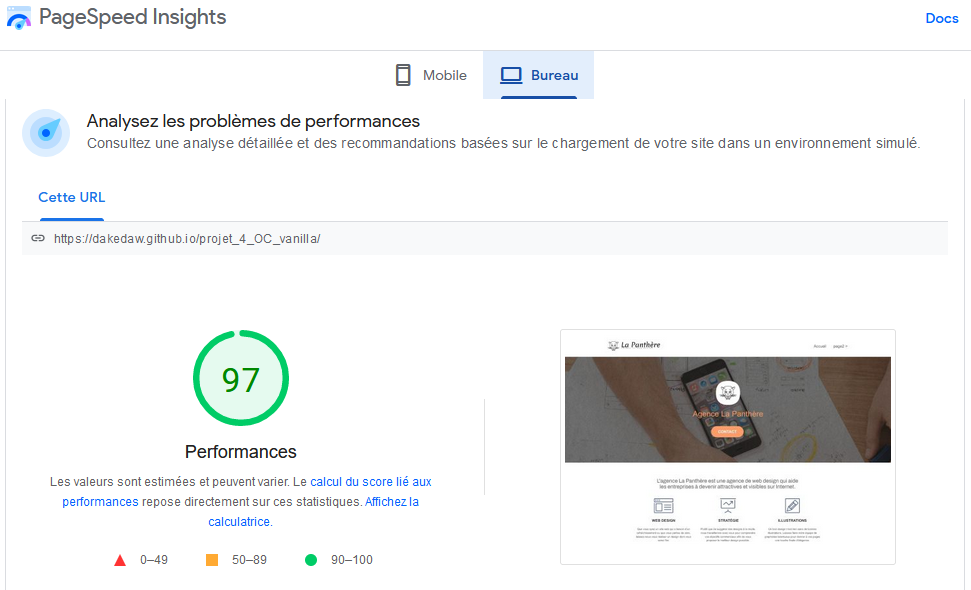 PageSpeed Insights
Docs
Mobile
Bureau
Analysez les problèmes de performances
Consultez une analyse détaillée et des recommandations basées sur le chargement de votre site dans un environnement simulé.
Cette URL
https://dakedaw.github.io/projet_4_OC_vanilla/
97
Performances
Les valeurs sont estimées et peuvent varier. Le calcul du score lié aux
performances repose directement sur ces statistiques. Affichez la
calculatrice.
0–49
50–89
90–100
La Panthère
Accueil
page2
Agence La Panthère
CONTACT
L'agence La Panthère est une agence de web design qui aide
les entreprises à devenir attractives et visibles sur Internet.
WEB DESIGN
STRATÉGIE
ILLUSTRATIONS